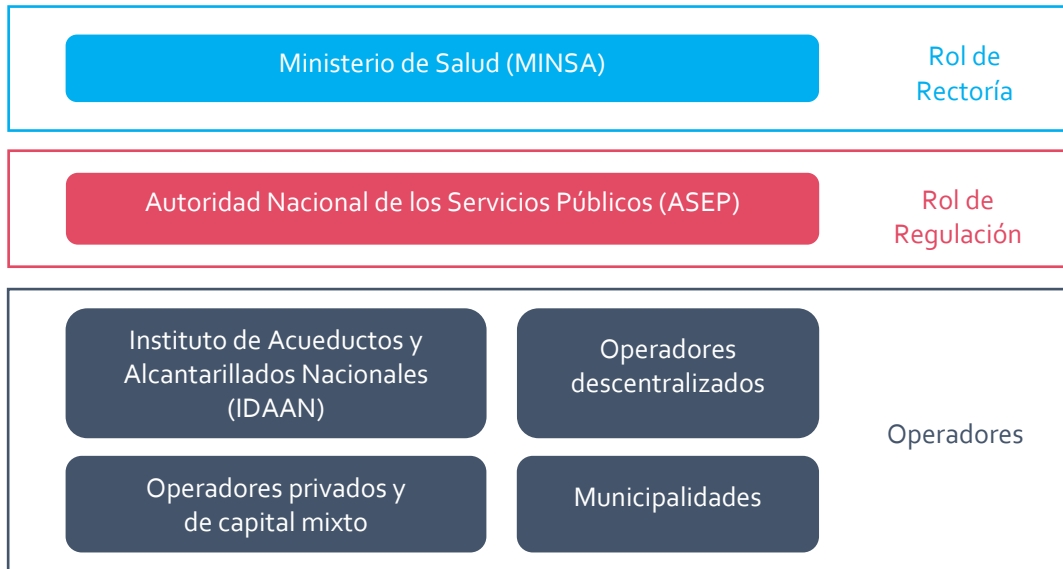 Ministerio de Salud (MINSA)
Rol de
Rectoría
Autoridad Nacional de los Servicios Públicos (ASEP)
Rol de
Regulación
Instituto de Acueductos y
Alcantarillados Nacionales
(IDAAN)
Operadores
descentralizados
Operadores privados y
de capital mixto
Municipalidades
Operadores